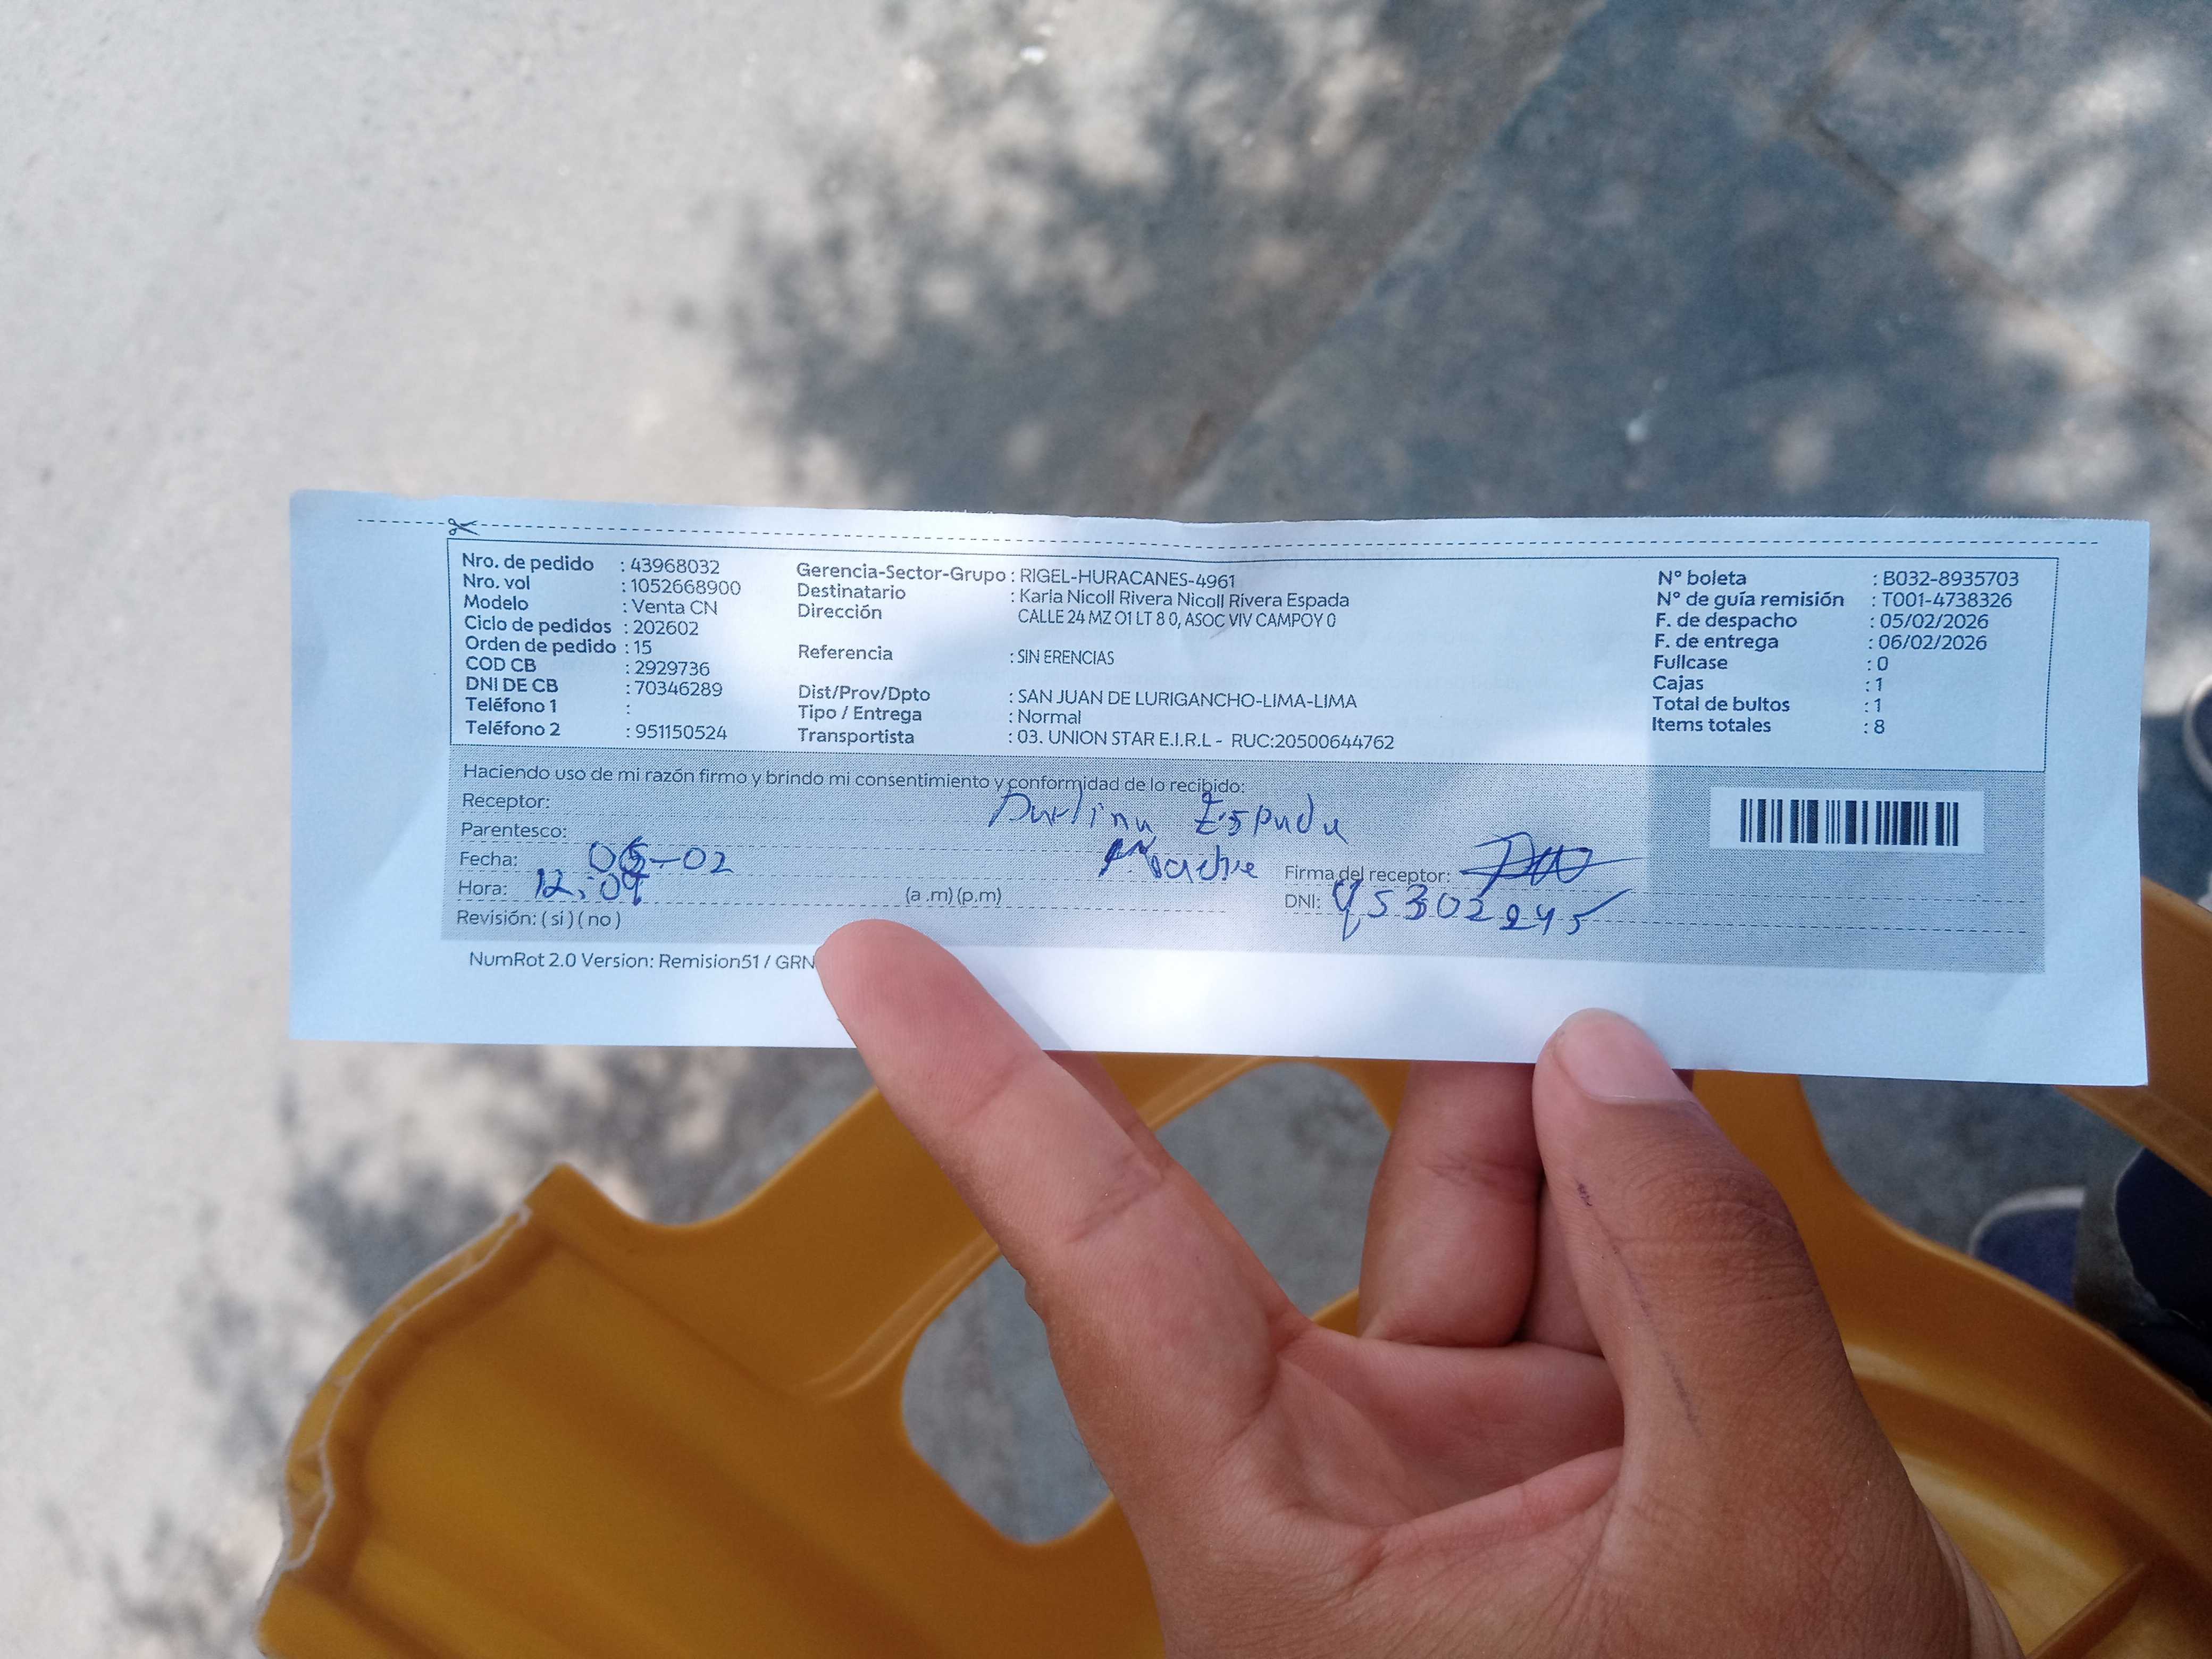 Nro. de pedido : 43968032
Nro. vol : 1052668900
Modelo : Venta CN
Ciclo de pedidos : 202602
Orden de pedido : 15
COD CB : 2929736
DNI DE CB : 70346289
Teléfono 1 :
Teléfono 2 : 951150524
Gerencia-Sector-Grupo : RIGEL-HURACANES-4961
Destinatario : Karla Nicoll Rivera Nicoll Rivera Espada
Dirección CALLE 24 MZ O1 LT 8 0, ASOC VIV CAMPOY 0
Referencia : SIN ERENCIAS
Dist/Prov/Dpto : SAN JUAN DE LURIGANCHO-LIMA-LIMA
Tipo / Entrega : Normal
Transportista : 03. UNION STAR E.I.R.L - RUC:20500644762
N° boleta : B032-8935703
N° de guía remisión : T001-4738326
F. de despacho : 05/02/2026
F. de entrega : 06/02/2026
Fullcase : 0
Cajas : 1
Total de bultos : 1
Items totales : 8
Haciendo uso de mi razón firmo y brindo mi consentimiento y conformidad de lo recibido:
Receptor: Espada
Parentesco: Madre
Fecha: 06-02
Hora: 12:09 (a .m) (p.m)
Revisión: ( si ) ( no )
Firma del receptor:
DNI: 45302245
NumRot 2.0 Version: Remision51 / GRN